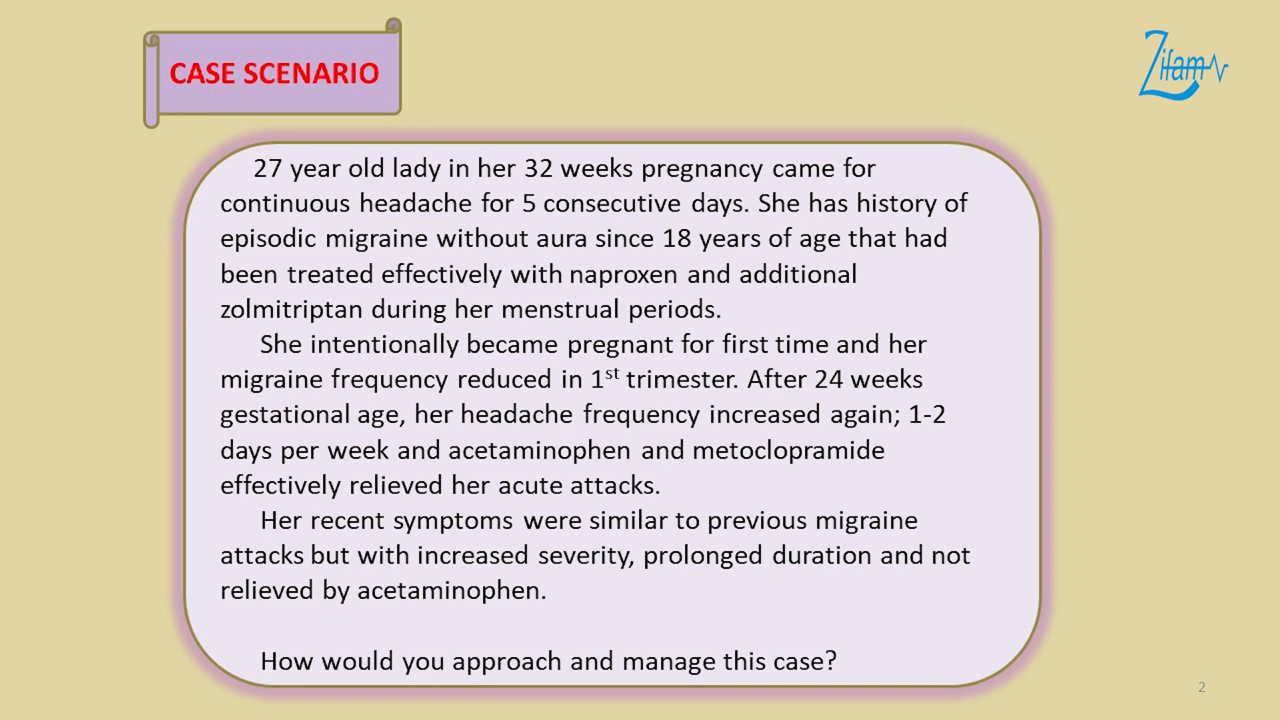 CASE SCENARIO
Zifam
27 year old lady in her 32 weeks pregnancy came for
continuous headache for 5 consecutive days. She has history of
episodic migraine without aura since 18 years of age that had
been treated effectively with naproxen and additional
zolmitriptan during her menstrual periods.
She intentionally became pregnant for first time and her
migraine frequency reduced in 1st trimester. After 24 weeks
gestational age, her headache frequency increased again; 1-2
days per week and acetaminophen and metoclopramide
effectively relieved her acute attacks.
Her recent symptoms were similar to previous migraine
attacks but with increased severity, prolonged duration and not
relieved by acetaminophen.
How would you approach and manage this case?
2